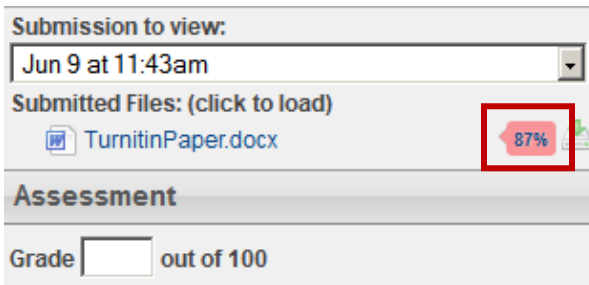 Submission to view:
Jun 9 at 11:43am
Submitted Files: (click to load)
TurnitinPaper.docx 87%
Assessment
Grade out of 100